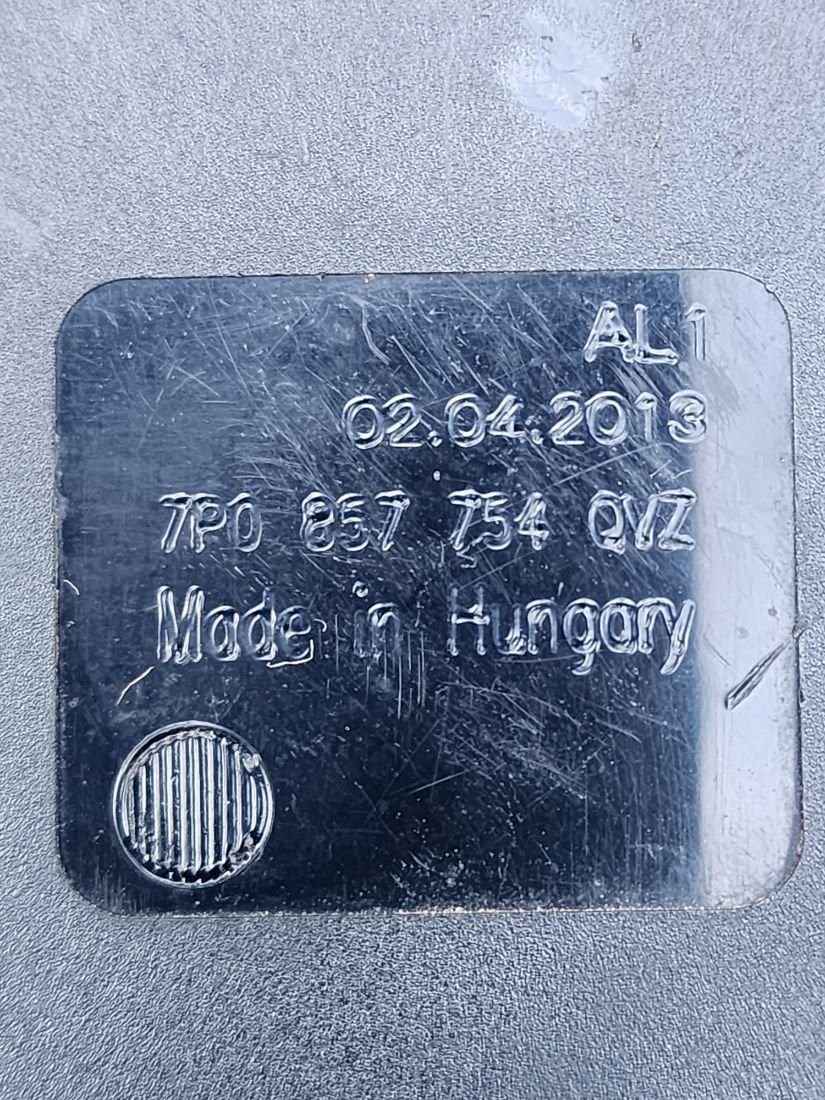 AL1
02.04.2013
7P0 857 754 QVZ
Made in Hungary